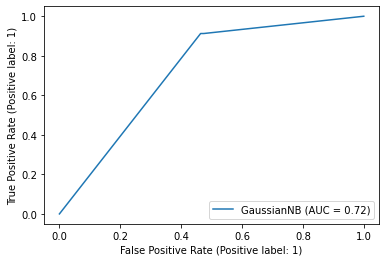 1.0
0.8
0.6
0.4
0.2
0.0
True Positive Rate (Positive label: 1)
GaussianNB (AUC = 0.72)
0.0 0.2 0.4 0.6 0.8 1.0
False Positive Rate (Positive label: 1)